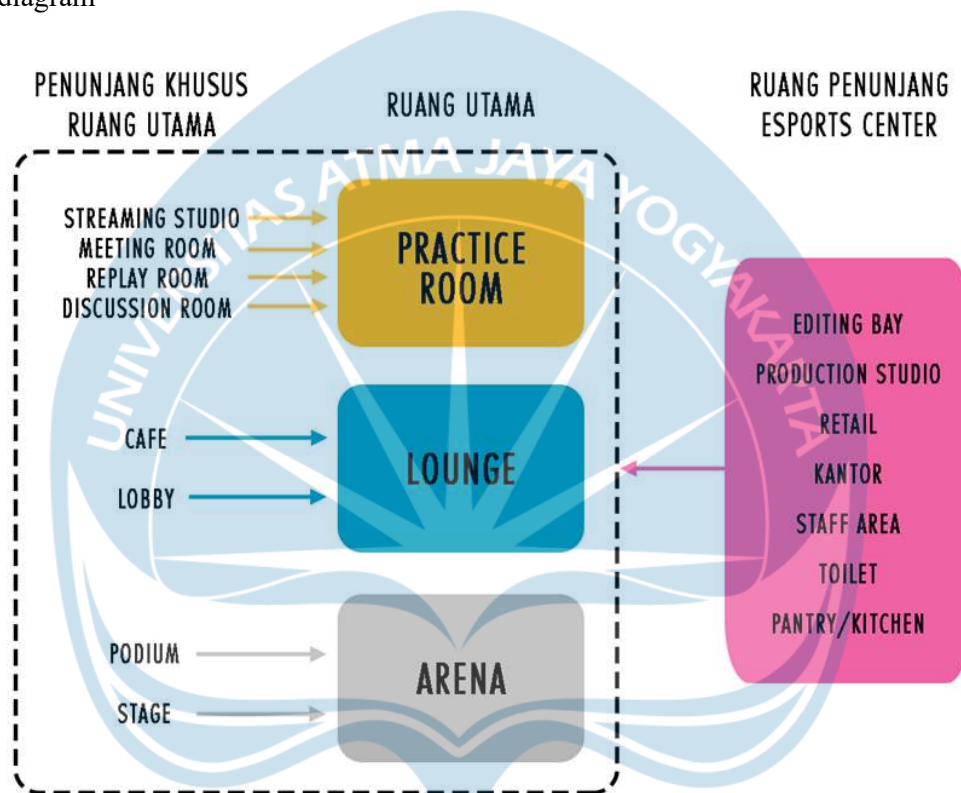 diagram
PENUNJANG KHUSUS
RUANG UTAMA
RUANG UTAMA
RUANG PENUNJANG
ESPORTS CENTER
UNIVERSITAS ATMA JAYA YOGYAKARTA
STREAMING STUDIO
MEETING ROOM
REPLAY ROOM
DISCUSSION ROOM
PRACTICE
ROOM
CAFE
LOBBY
LOUNGE
PODIUM
STAGE
ARENA
EDITING BAY
PRODUCTION STUDIO
RETAIL
KANTOR
STAFF AREA
TOILET
PANTRY/KITCHEN